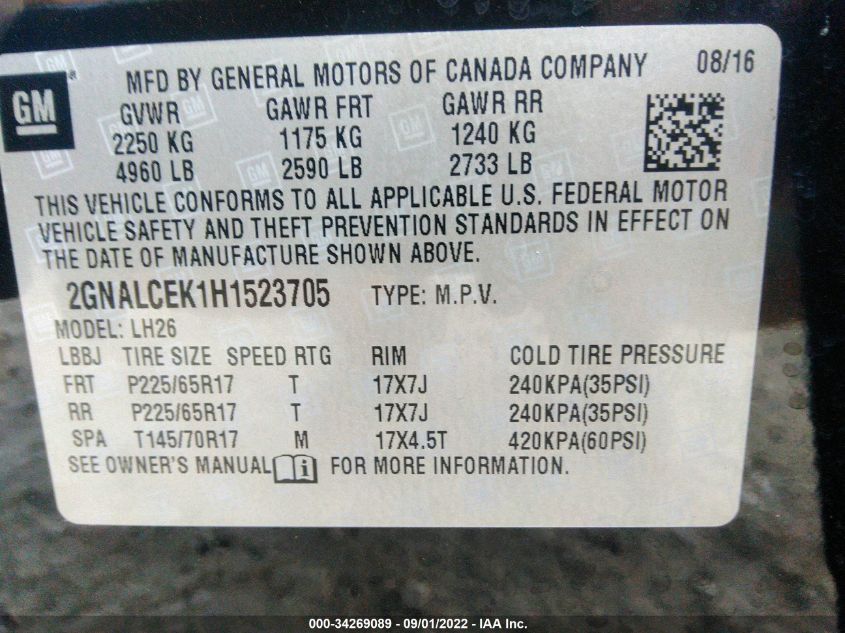 GM
MFD BY GENERAL MOTORS OF CANADA COMPANY 08/16
GVWR GAWR FRT GAWR RR
2250 KG 1175 KG 1240 KG
4960 LB 2590 LB 2733 LB
THIS VEHICLE CONFORMS TO ALL APPLICABLE U.S. FEDERAL MOTOR
VEHICLE SAFETY AND THEFT PREVENTION STANDARDS IN EFFECT ON
THE DATE OF MANUFACTURE SHOWN ABOVE.
2GNALCEK1H1523705 TYPE: M.P.V.
MODEL: LH26
LBBJ TIRE SIZE SPEED RTG RIM COLD TIRE PRESSURE
FRT P225/65R17 T 17X7J 240KPA(35PSI)
RR P225/65R17 T 17X7J 240KPA(35PSI)
SPA T145/70R17 M 17X4.5T 420KPA(60PSI)
SEE OWNER'S MANUAL i FOR MORE INFORMATION.
000-34269089 - 09/01/2022 - IAA Inc.